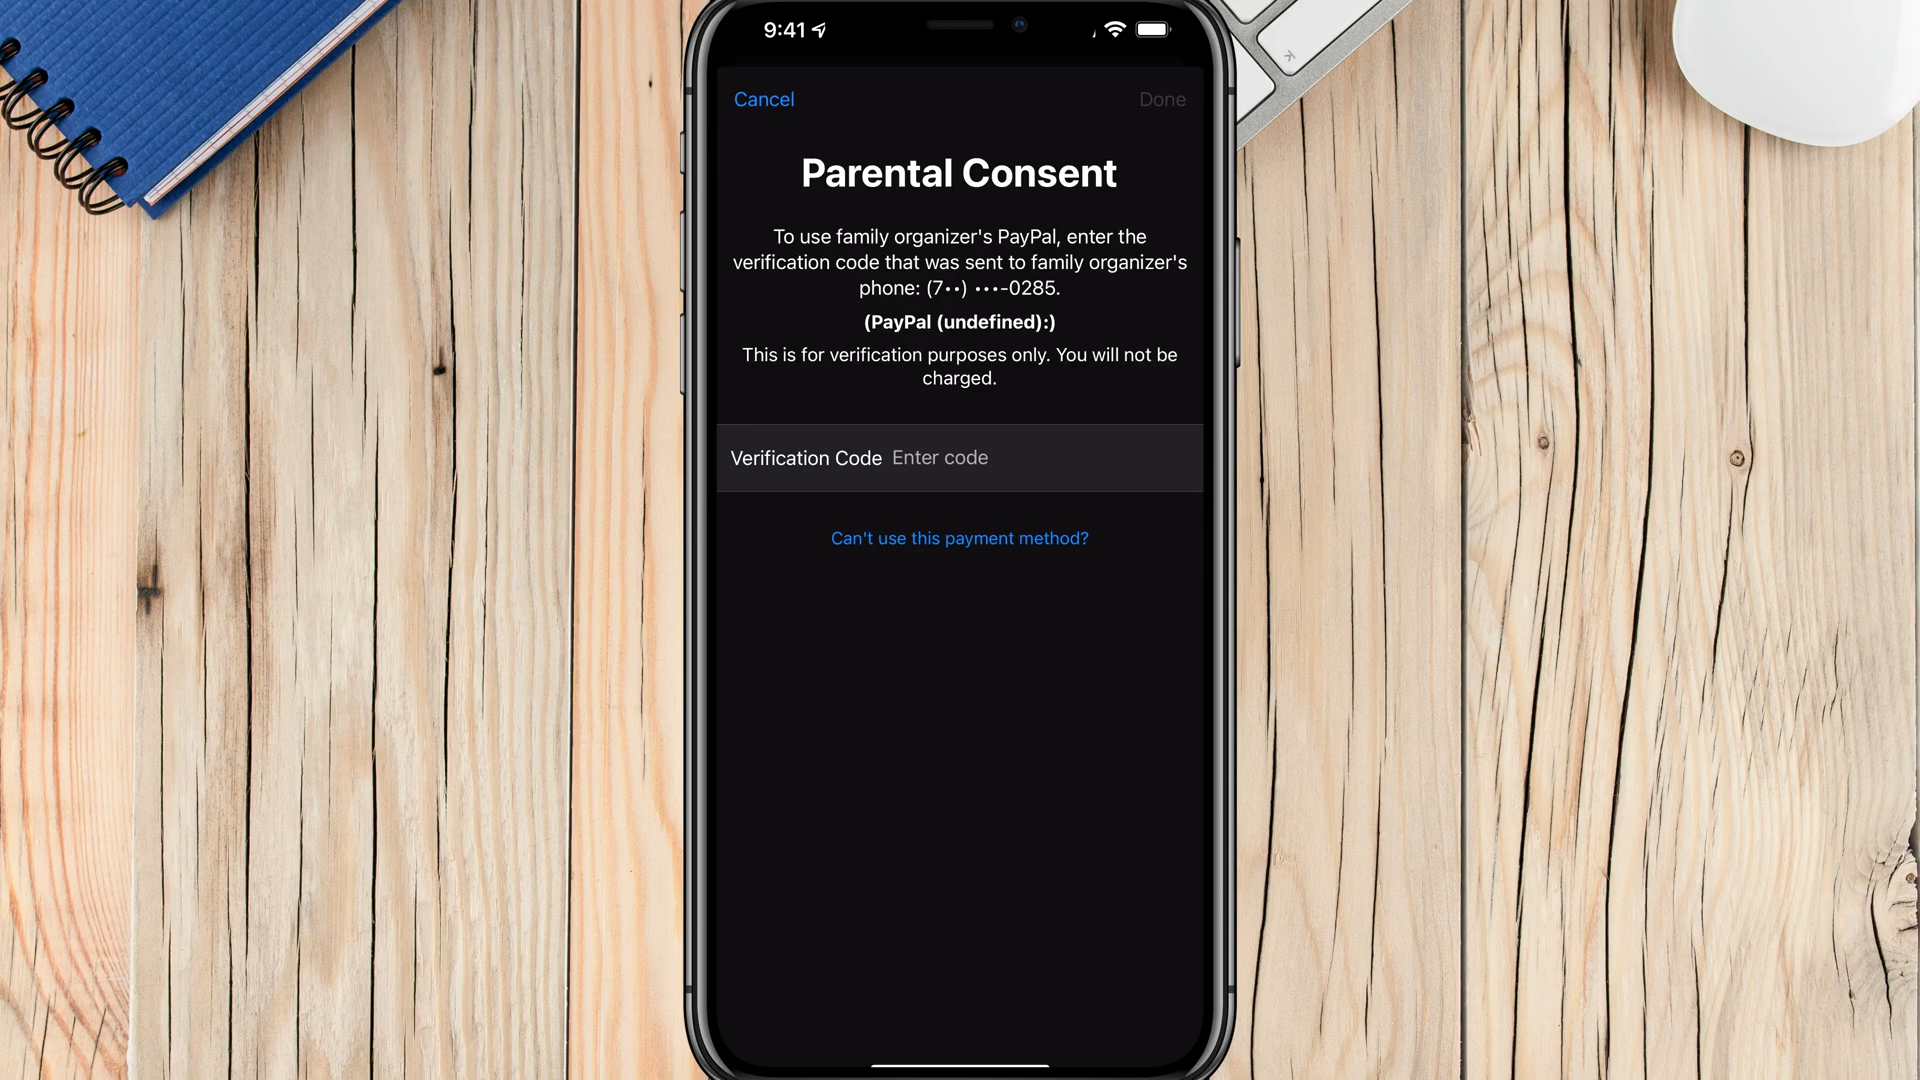 9:41
Cancel
Done
Parental Consent
To use family organizer's PayPal, enter the
verification code that was sent to family organizer's
phone: (7••) •••-0285.
(PayPal (undefined):)
This is for verification purposes only. You will not be
charged.
Verification Code Enter code
Can't use this payment method?
K